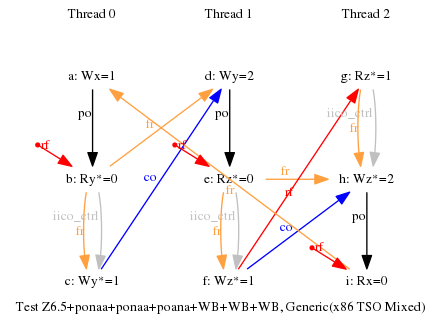 Thread 0 Thread 1 Thread 2
a: Wx=1 d: Wy=2 g: Rz*=1
po po iico_ctrl
fr fr
rf rf
b: Ry*=0 e: Rz*=0 fr h: Wz*=2
co fr rf
iico_ctrl iico_ctrl po
fr fr co
rf
c: Wy*=1 f: Wz*=1 i: Rx=0
Test Z6.5+ponaa+ponaa+poana+WB+WB+WB, Generic(x86 TSO Mixed)